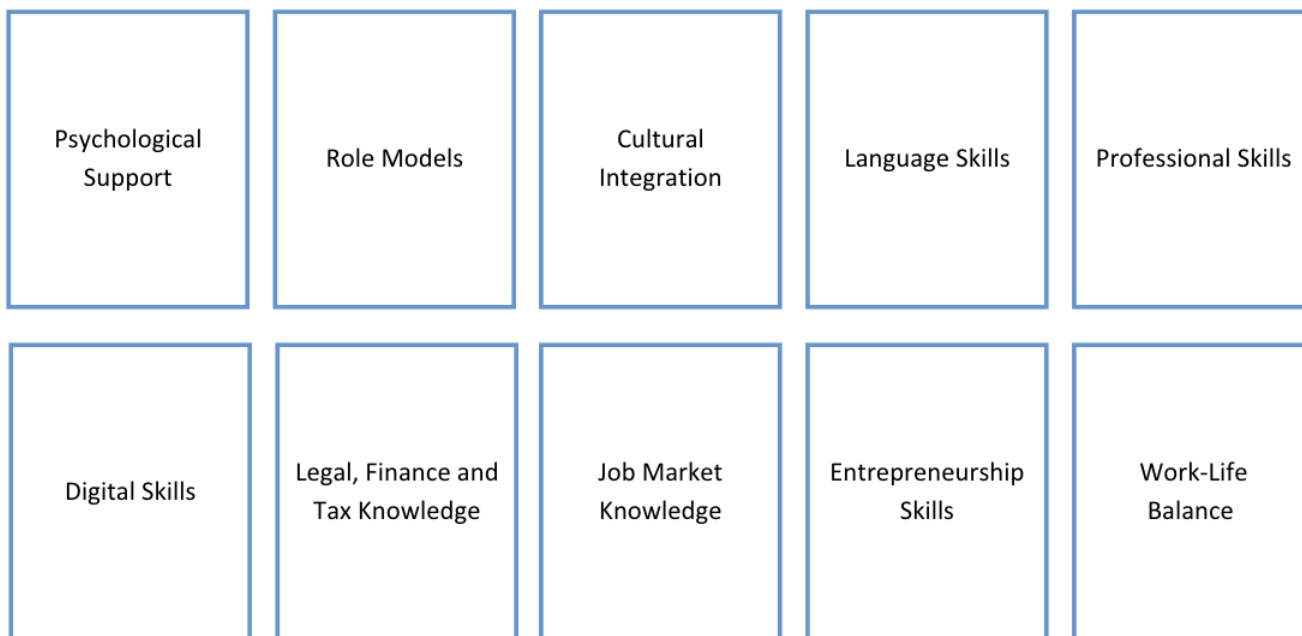 Psychological
Support
Role Models
Cultural
Integration
Language Skills
Professional Skills
Digital Skills
Legal, Finance and
Tax Knowledge
Job Market
Knowledge
Entrepreneurship
Skills
Work-Life
Balance